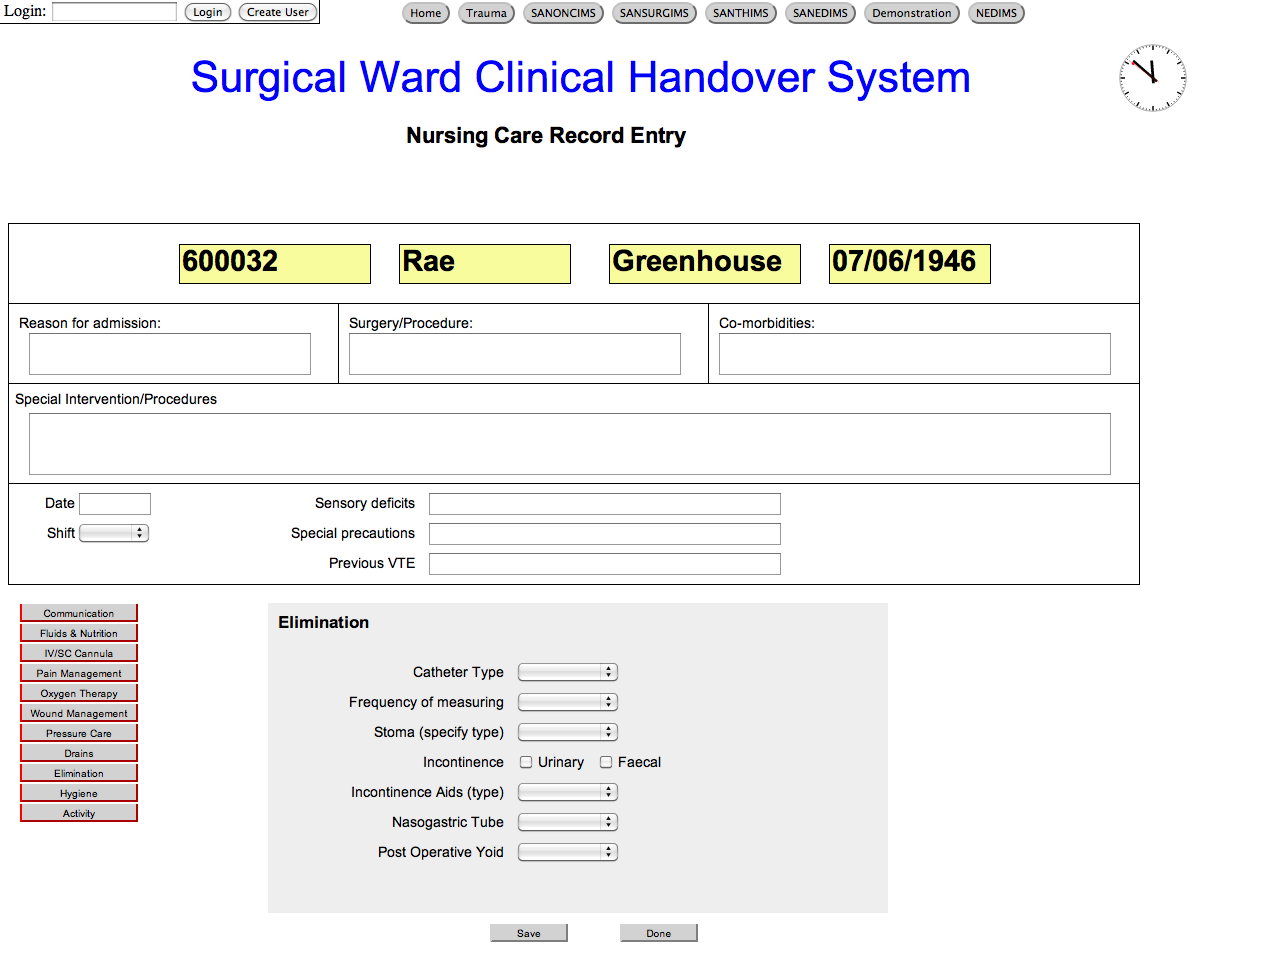 Login: Login Create User Home Trauma SANONCIMS SANSURGIMS SANTHIMS SANEDIMS Demonstration NEDIMS
Surgical Ward Clinical Handover System
Nursing Care Record Entry
600032 Rae Greenhouse 07/06/1946
Reason for admission: Surgery/Procedure: Co-morbidities:
Special Intervention/Procedures
Date Sensory deficits
Shift Special precautions
Previous VTE
Communication
Fluids & Nutrition
IV/SC Cannula
Pain Management
Oxygen Therapy
Wound Management
Pressure Care
Drains
Elimination
Hygiene
Activity
Elimination
Catheter Type
Frequency of measuring
Stoma (specify type)
Incontinence Urinary Faecal
Incontinence Aids (type)
Nasogastric Tube
Post Operative Yoid
Save Done